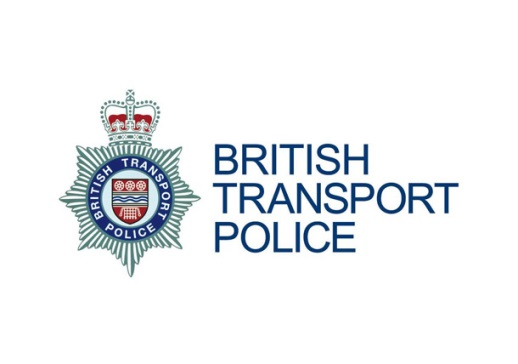 BRITISH TRANSPORT
POLICE
BRITISH
TRANSPORT
POLICE